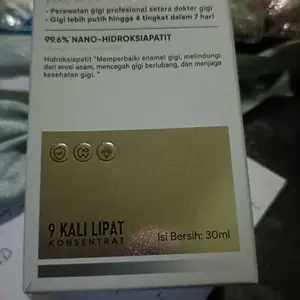 • Perawatan gigi profesional setara dokter gigi
• Gigi lebih putih hingga 4 tingkat dalam 7 hari
99.6% NANO-HIDROKSIAPATIT
Hidroksiapatit "Memperbaiki enamel gigi, melindungi
dari erosi asam, mencegah gigi berlubang, dan menjaga
kesehatan gigi. "
9 KALI LIPAT
KONSENTRAT
Isi Bersih: 30ml